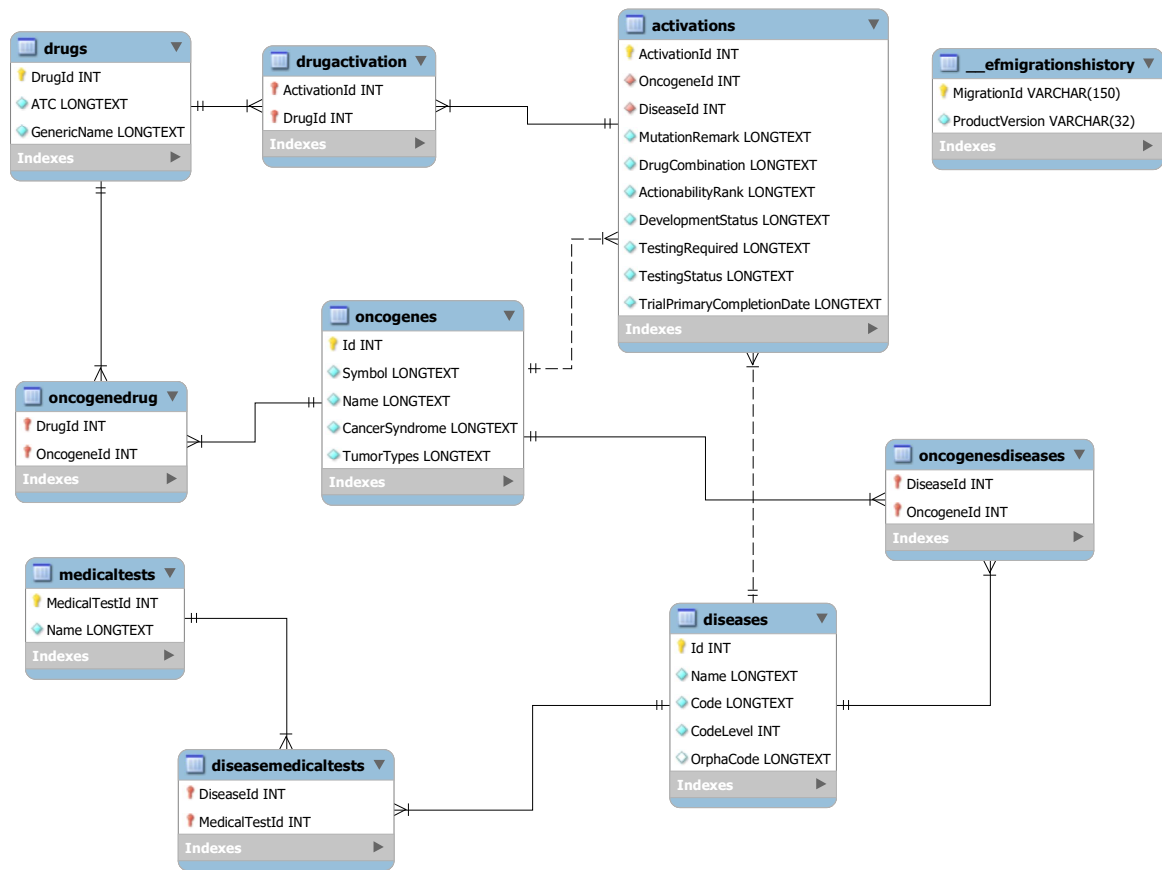 drugs
DrugId INT
ATC LONGTEXT
GenericName LONGTEXT
Indexes
drugactivation
ActivationId INT
DrugId INT
Indexes
activations
ActivationId INT
OncogeneId INT
DiseaseId INT
MutationRemark LONGTEXT
DrugCombination LONGTEXT
ActionabilityRank LONGTEXT
DevelopmentStatus LONGTEXT
TestingRequired LONGTEXT
TestingStatus LONGTEXT
TrialPrimaryCompletionDate LONGTEXT
Indexes
__efmigrationshistory
MigrationId VARCHAR(150)
ProductVersion VARCHAR(32)
Indexes
oncogenes
Id INT
Symbol LONGTEXT
Name LONGTEXT
CancerSyndrome LONGTEXT
TumorTypes LONGTEXT
Indexes
oncogenedrug
DrugId INT
OncogeneId INT
Indexes
oncogenesdiseases
DiseaseId INT
OncogeneId INT
Indexes
medicaltests
MedicalTestId INT
Name LONGTEXT
Indexes
diseases
Id INT
Name LONGTEXT
Code LONGTEXT
CodeLevel INT
OrphaCode LONGTEXT
Indexes
diseasemedicaltests
DiseaseId INT
MedicalTestId INT
Indexes